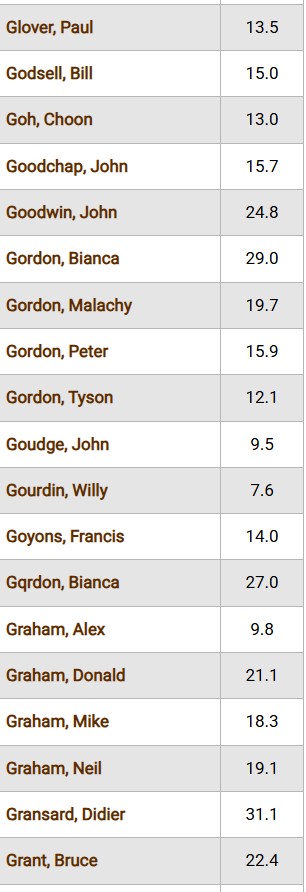 Glover, Paul 13.5
Godsell, Bill 15.0
Goh, Choon 13.0
Goodchap, John 15.7
Goodwin, John 24.8
Gordon, Bianca 29.0
Gordon, Malachy 19.7
Gordon, Peter 15.9
Gordon, Tyson 12.1
Goudge, John 9.5
Gourdin, Willy 7.6
Goyons, Francis 14.0
Gqrdon, Bianca 27.0
Graham, Alex 9.8
Graham, Donald 21.1
Graham, Mike 18.3
Graham, Neil 19.1
Gransard, Didier 31.1
Grant, Bruce 22.4